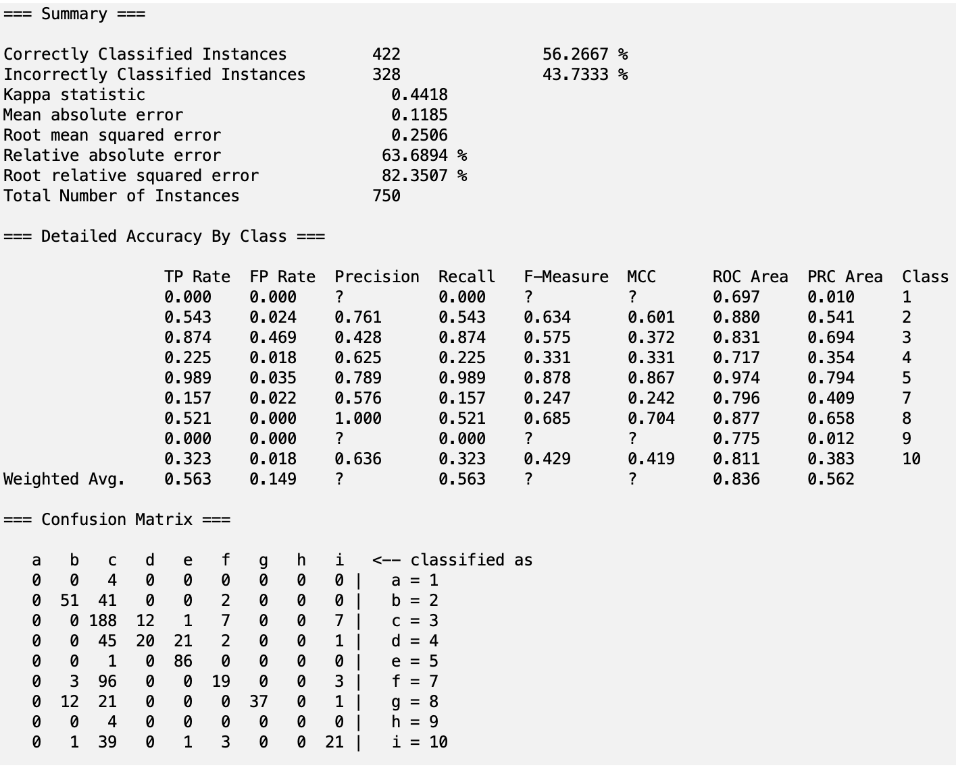 === Summary ===
Correctly Classified Instances 422 56.2667 %
Incorrectly Classified Instances 328 43.7333 %
Kappa statistic 0.4418
Mean absolute error 0.1185
Root mean squared error 0.2506
Relative absolute error 63.6894 %
Root relative squared error 82.3507 %
Total Number of Instances 750
=== Detailed Accuracy By Class ===
TP Rate FP Rate Precision Recall F-Measure MCC ROC Area PRC Area Class
0.000 0.000 ? 0.000 ? ? 0.697 0.010 1
0.543 0.024 0.761 0.543 0.634 0.601 0.880 0.541 2
0.874 0.469 0.428 0.874 0.575 0.372 0.831 0.694 3
0.225 0.018 0.625 0.225 0.331 0.331 0.717 0.354 4
0.989 0.035 0.789 0.989 0.878 0.867 0.974 0.794 5
0.157 0.022 0.576 0.157 0.247 0.242 0.796 0.409 7
0.521 0.000 1.000 0.521 0.685 0.704 0.877 0.658 8
0.000 0.000 ? 0.000 ? ? 0.775 0.012 9
0.323 0.018 0.636 0.323 0.429 0.419 0.811 0.383 10
Weighted Avg. 0.563 0.149 ? 0.563 ? ? 0.836 0.562
=== Confusion Matrix ===
a b c d e f g h i <-- classified as
0 0 4 0 0 0 0 0 0 | a = 1
0 51 41 0 0 2 0 0 0 | b = 2
0 0 188 12 1 7 0 0 7 | c = 3
0 0 45 20 21 2 0 0 1 | d = 4
0 0 1 0 86 0 0 0 0 | e = 5
0 3 96 0 0 19 0 0 3 | f = 7
0 12 21 0 0 0 37 0 1 | g = 8
0 0 4 0 0 0 0 0 0 | h = 9
0 1 39 0 1 3 0 0 21 | i = 10